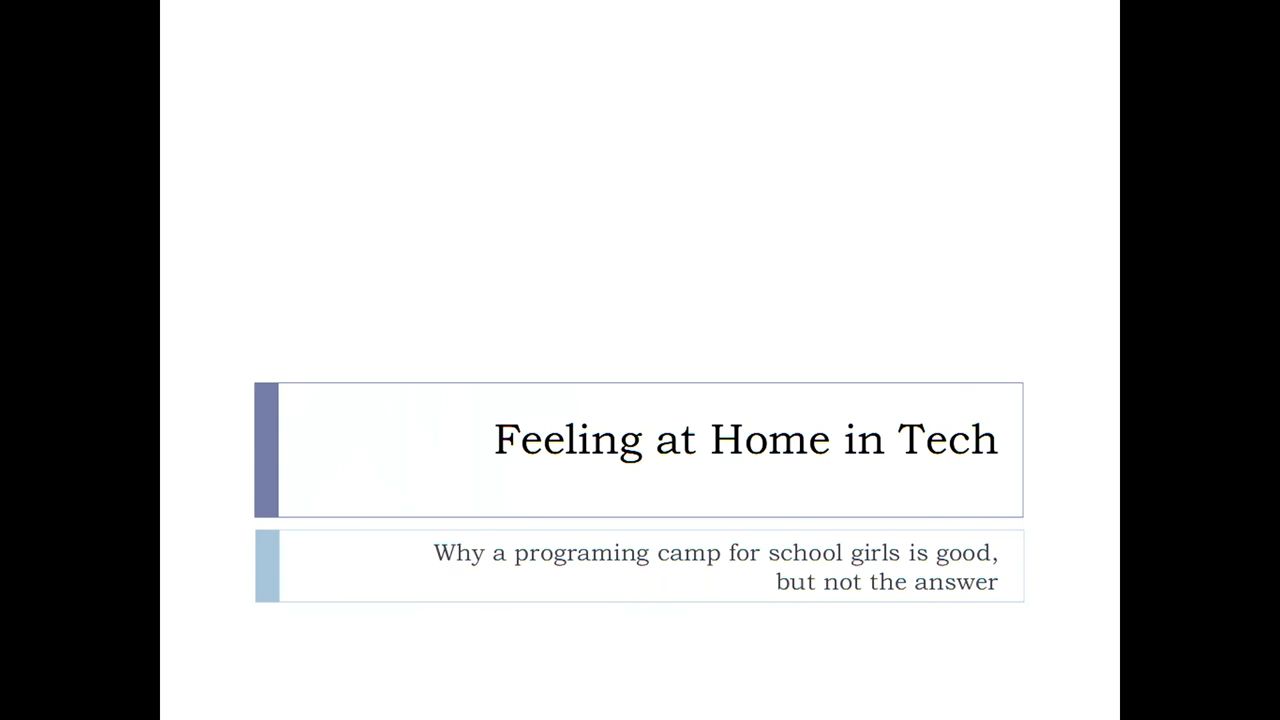 Feeling at Home in Tech
Why a programing camp for school girls is good,
but not the answer